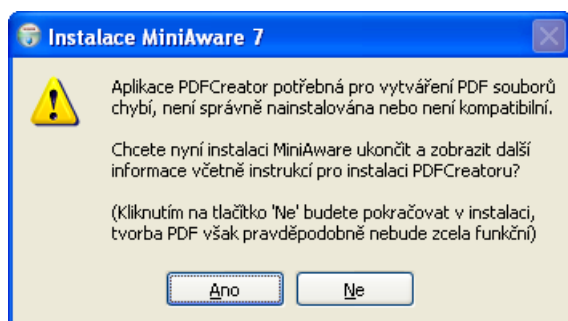 Instalace MiniAware 7
Aplikace PDFCreator potřebná pro vytváření PDF souborů
chybí, není správně nainstalována nebo není kompatibilní.
Chcete nyní instalaci MiniAware ukončit a zobrazit další
informace včetně instrukcí pro instalaci PDFCreatoru?
(Kliknutím na tlačítko 'Ne' budete pokračovat v instalaci,
tvorba PDF však pravděpodobně nebude zcela funkční)
Ano Ne